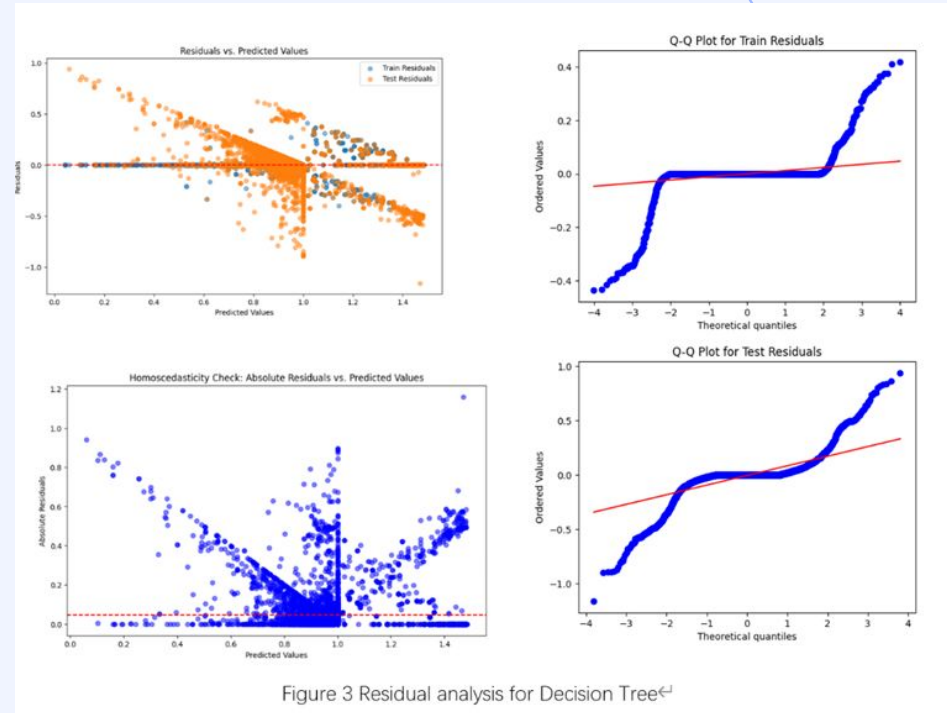 Residuals vs. Predicted Values
Train Residuals
Test Residuals
Residuals
1.0
0.5
0.0
−0.5
−1.0
0.0 0.2 0.4 0.6 0.8 1.0 1.2 1.4
Predicted Values
Q-Q Plot for Train Residuals
Ordered Values
0.4
0.2
0.0
−0.2
−0.4
−4 −3 −2 −1 0 1 2 3 4
Theoretical quantiles
Homoscedasticity Check: Absolute Residuals vs. Predicted Values
Absolute Residuals
1.2
1.0
0.8
0.6
0.4
0.2
0.0
0.0 0.2 0.4 0.6 0.8 1.0 1.2 1.4
Predicted Values
Q-Q Plot for Test Residuals
Ordered Values
1.0
0.5
0.0
−0.5
−1.0
−4 −3 −2 −1 0 1 2 3 4
Theoretical quantiles
Figure 3 Residual analysis for Decision Tree↵